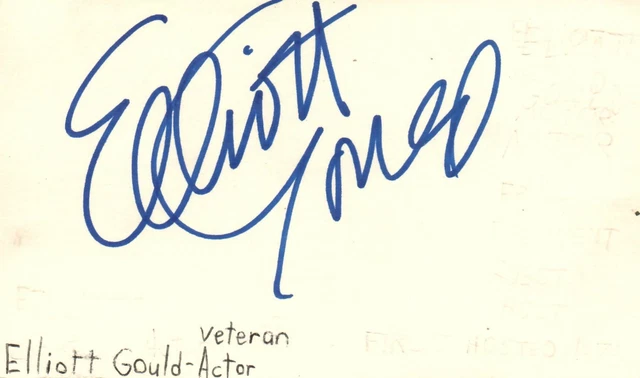 Elliott
Gould
veteran
Elliott Gould-Actor